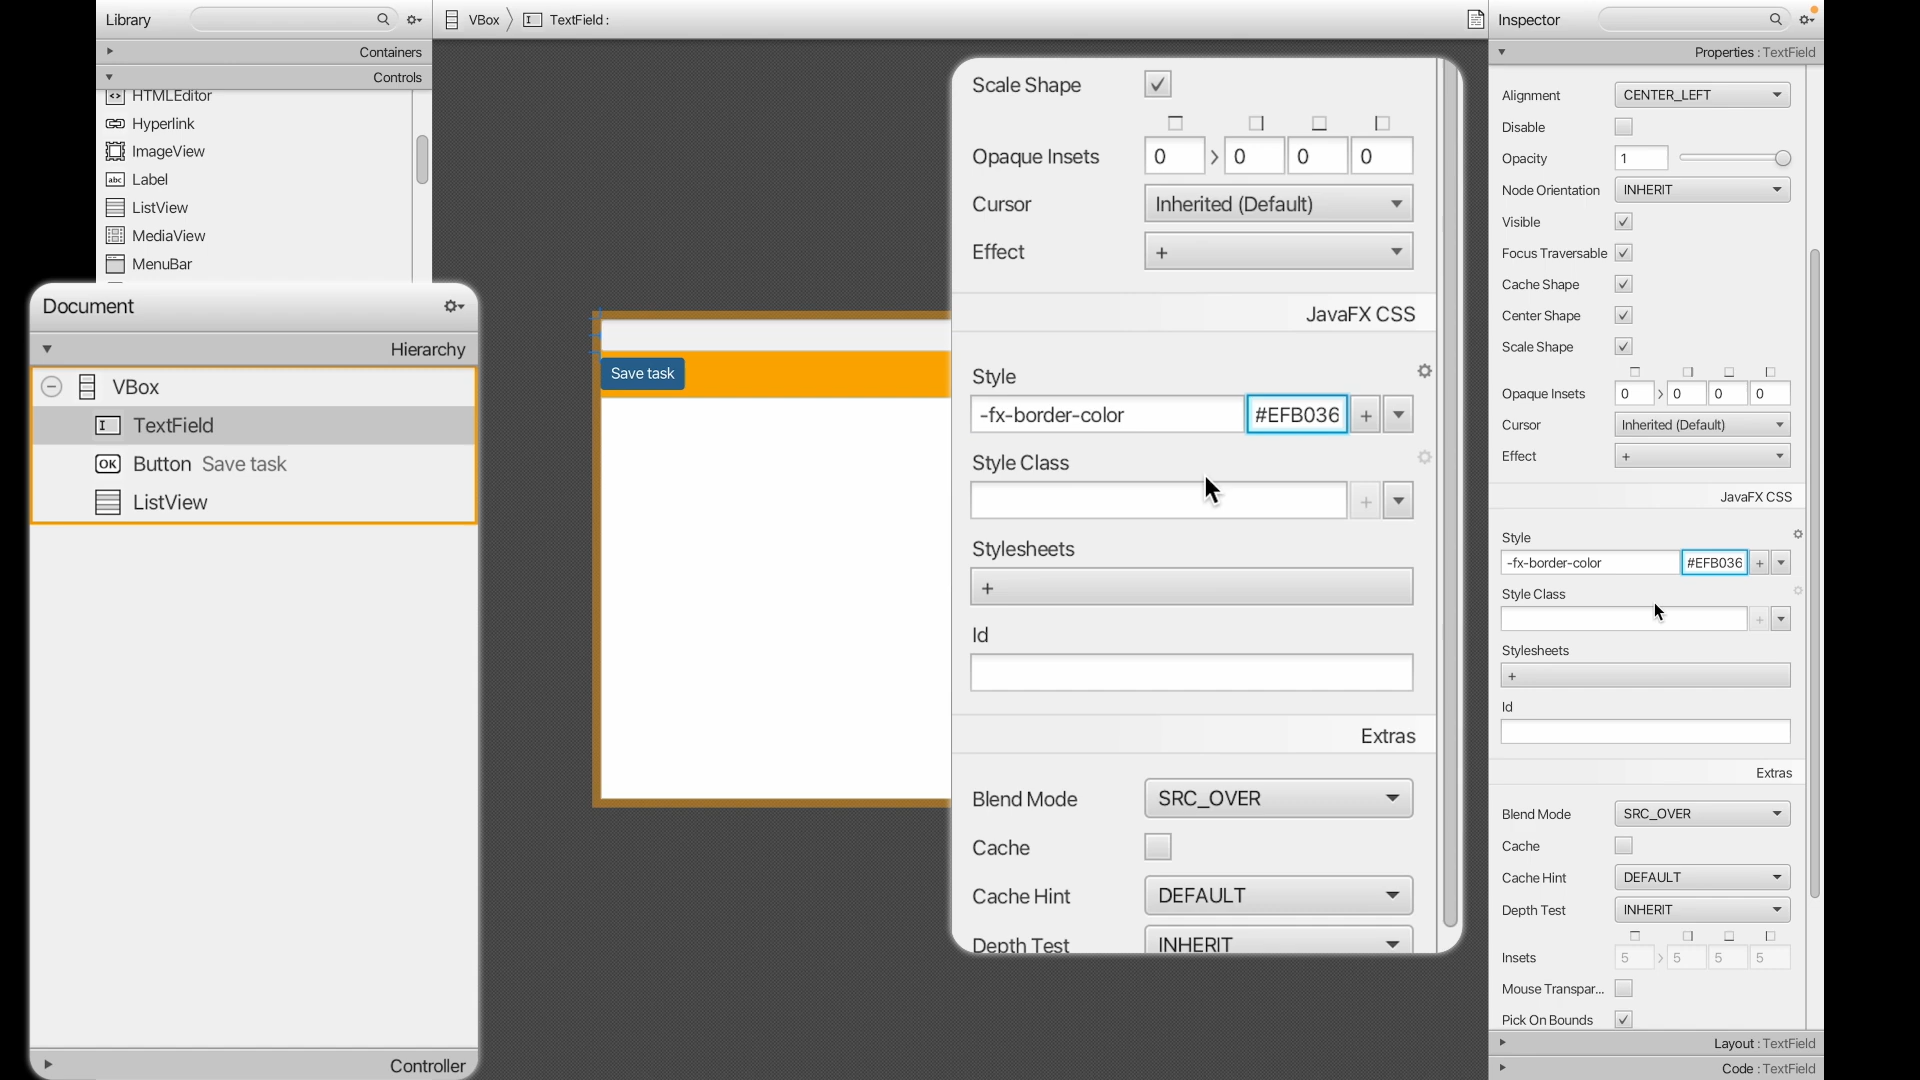 Library
Containers
Controls
HTMLEditor
Hyperlink
ImageView
abc Label
ListView
MediaView
MenuBar
Document
Hierarchy
VBox
TextField
OK Button Save task
ListView
Controller
VBox TextField :
Save task
Scale Shape
Opaque Insets 0 > 0 0 0
Cursor Inherited (Default)
Effect +
JavaFX CSS
Style
-fx-border-color #EFB036 +
Style Class
+
Stylesheets
+
Id
Extras
Blend Mode SRC_OVER
Cache
Cache Hint DEFAULT
Depth Test INHERIT
Inspector
Properties : TextField
Alignment CENTER_LEFT
Disable
Opacity 1
Node Orientation INHERIT
Visible
Focus Traversable
Cache Shape
Center Shape
Scale Shape
Opaque Insets 0 > 0 0 0
Cursor Inherited (Default)
Effect +
JavaFX CSS
Style
-fx-border-color #EFB036 +
Style Class
+
Stylesheets
+
Id
Extras
Blend Mode SRC_OVER
Cache
Cache Hint DEFAULT
Depth Test INHERIT
Insets 5 > 5 5 5
Mouse Transpar...
Pick On Bounds
Layout : TextField
Code : TextField